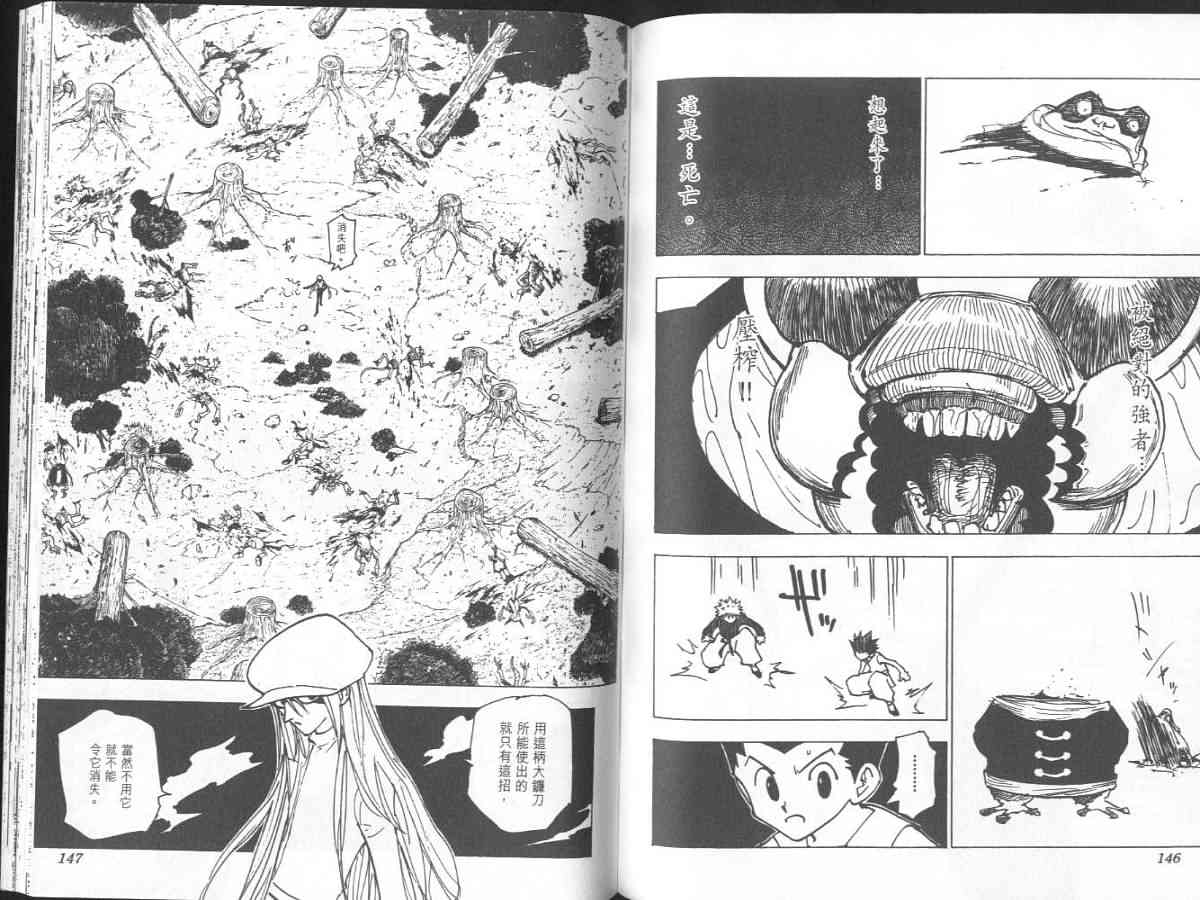 想起來了…
這是…死亡。
被絕對的強者…
壓榨!!
………
146
消失吧
用這柄大鐮刀
所能使出的
就只有這招，
當然不用它
就不能
令它消失。
147